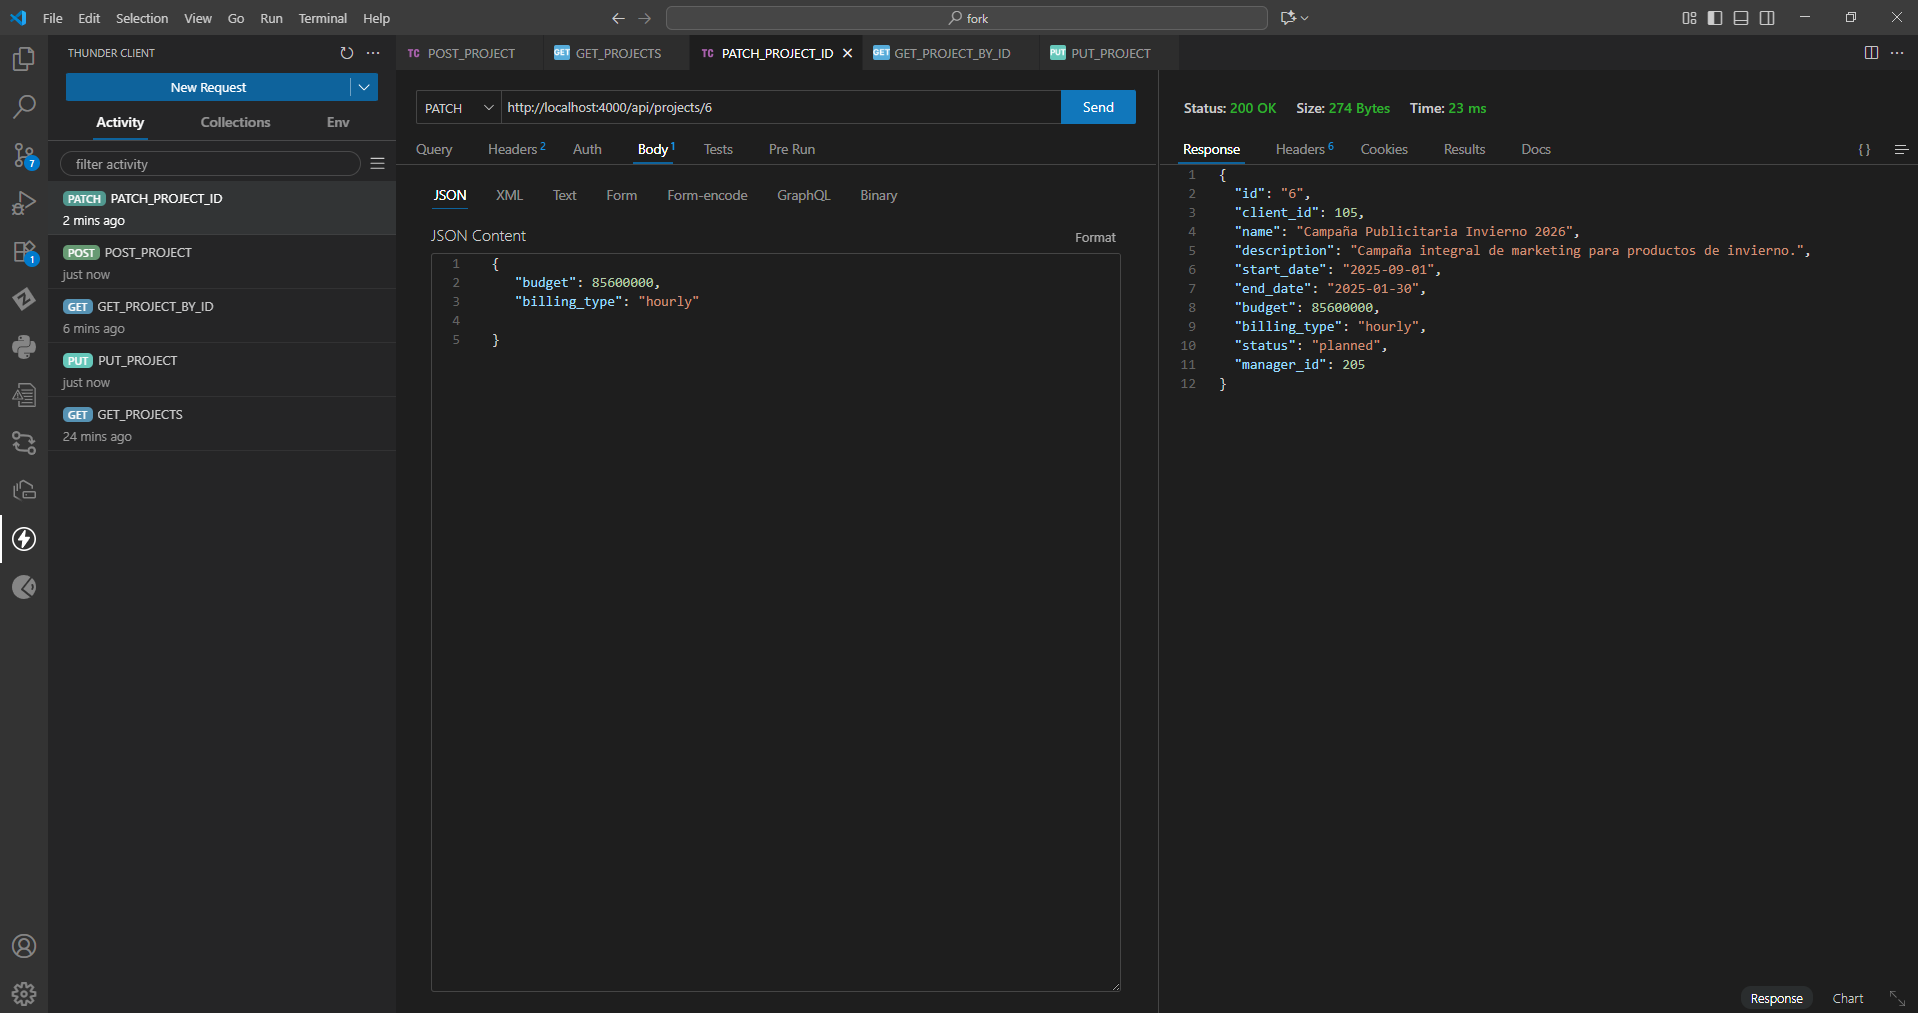 File Edit Selection View Go Run Terminal Help
fork
THUNDER CLIENT
New Request
Activity Collections Env
filter activity
PATCH PATCH_PROJECT_ID
2 mins ago
POST POST_PROJECT
just now
GET GET_PROJECT_BY_ID
6 mins ago
PUT PUT_PROJECT
just now
GET GET_PROJECTS
24 mins ago
7
1
TC POST_PROJECT GET GET_PROJECTS TC PATCH_PROJECT_ID GET GET_PROJECT_BY_ID PUT PUT_PROJECT
PATCH http://localhost:4000/api/projects/6 Send
Query Headers 2 Auth Body 1 Tests Pre Run
JSON XML Text Form Form-encode GraphQL Binary
JSON Content Format
1 {
2 "budget": 85600000,
3 "billing_type": "hourly"
4
5 }
Status: 200 OK Size: 274 Bytes Time: 23 ms
Response Headers 6 Cookies Results Docs { }
1 {
2 "id": "6",
3 "client_id": 105,
4 "name": "Campaña Publicitaria Invierno 2026",
5 "description": "Campaña integral de marketing para productos de invierno.",
6 "start_date": "2025-09-01",
7 "end_date": "2025-01-30",
8 "budget": 85600000,
9 "billing_type": "hourly",
10 "status": "planned",
11 "manager_id": 205
12 }
Response Chart